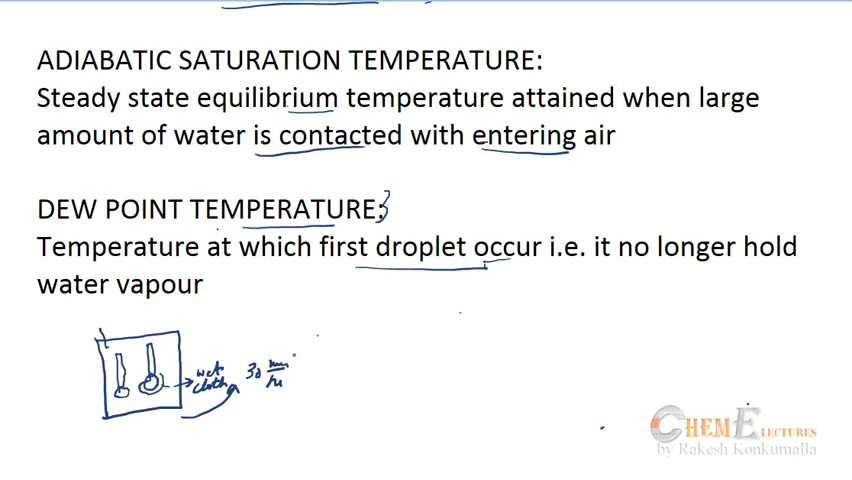 ADIABATIC SATURATION TEMPERATURE:
Steady state equilibrium temperature attained when large
amount of water is contacted with entering air
DEW POINT TEMPERATURE:
Temperature at which first droplet occur i.e. it no longer hold
water vapour
wet
cloth
30
CHEM E LECTURES
by Rakesh Konkumalla